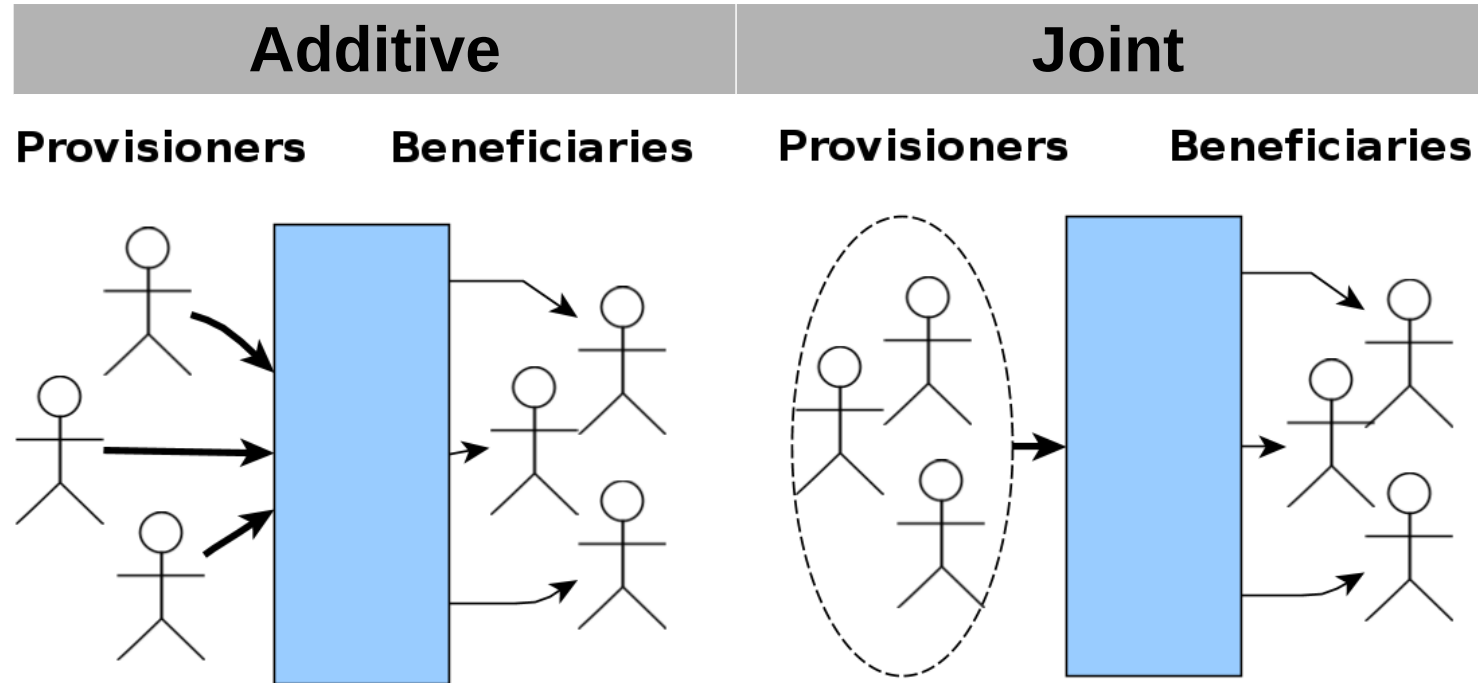 Additive
Joint
Provisioners
Beneficiaries
Provisioners
Beneficiaries